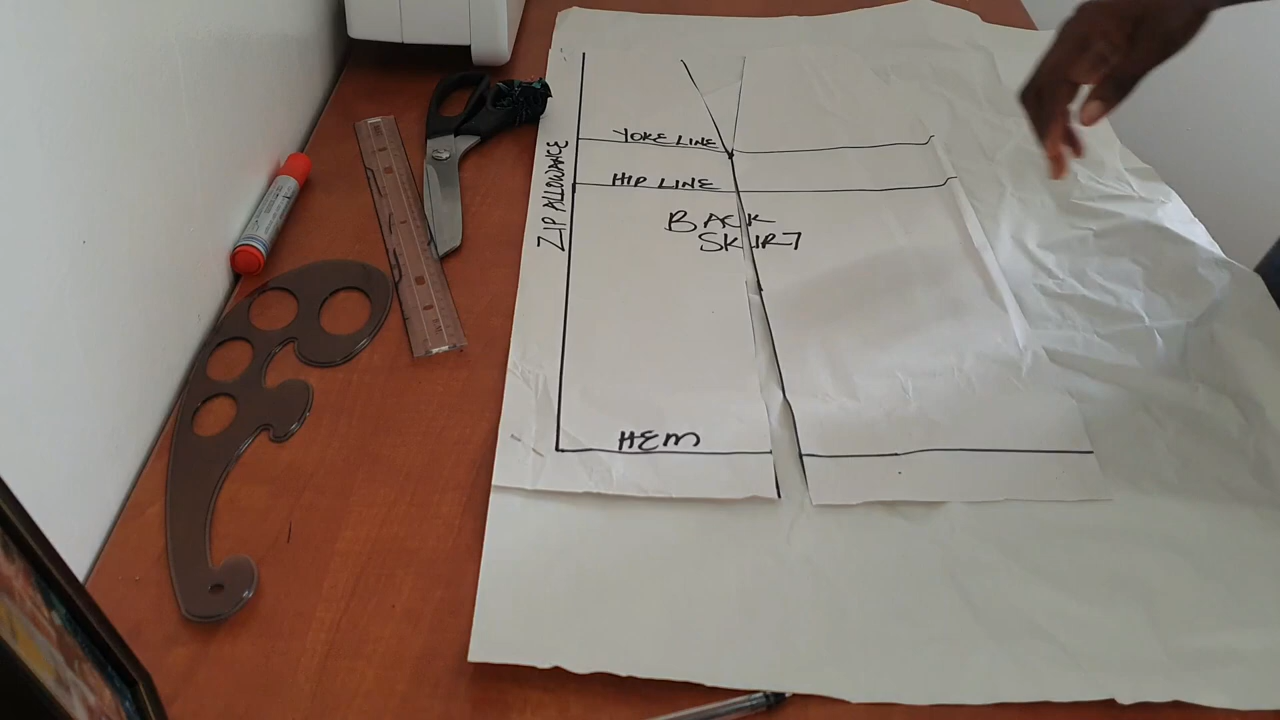 YOKE LINE
HIP LINE
ZIP ALLOWANCE
BACK
SKIRT
HEM